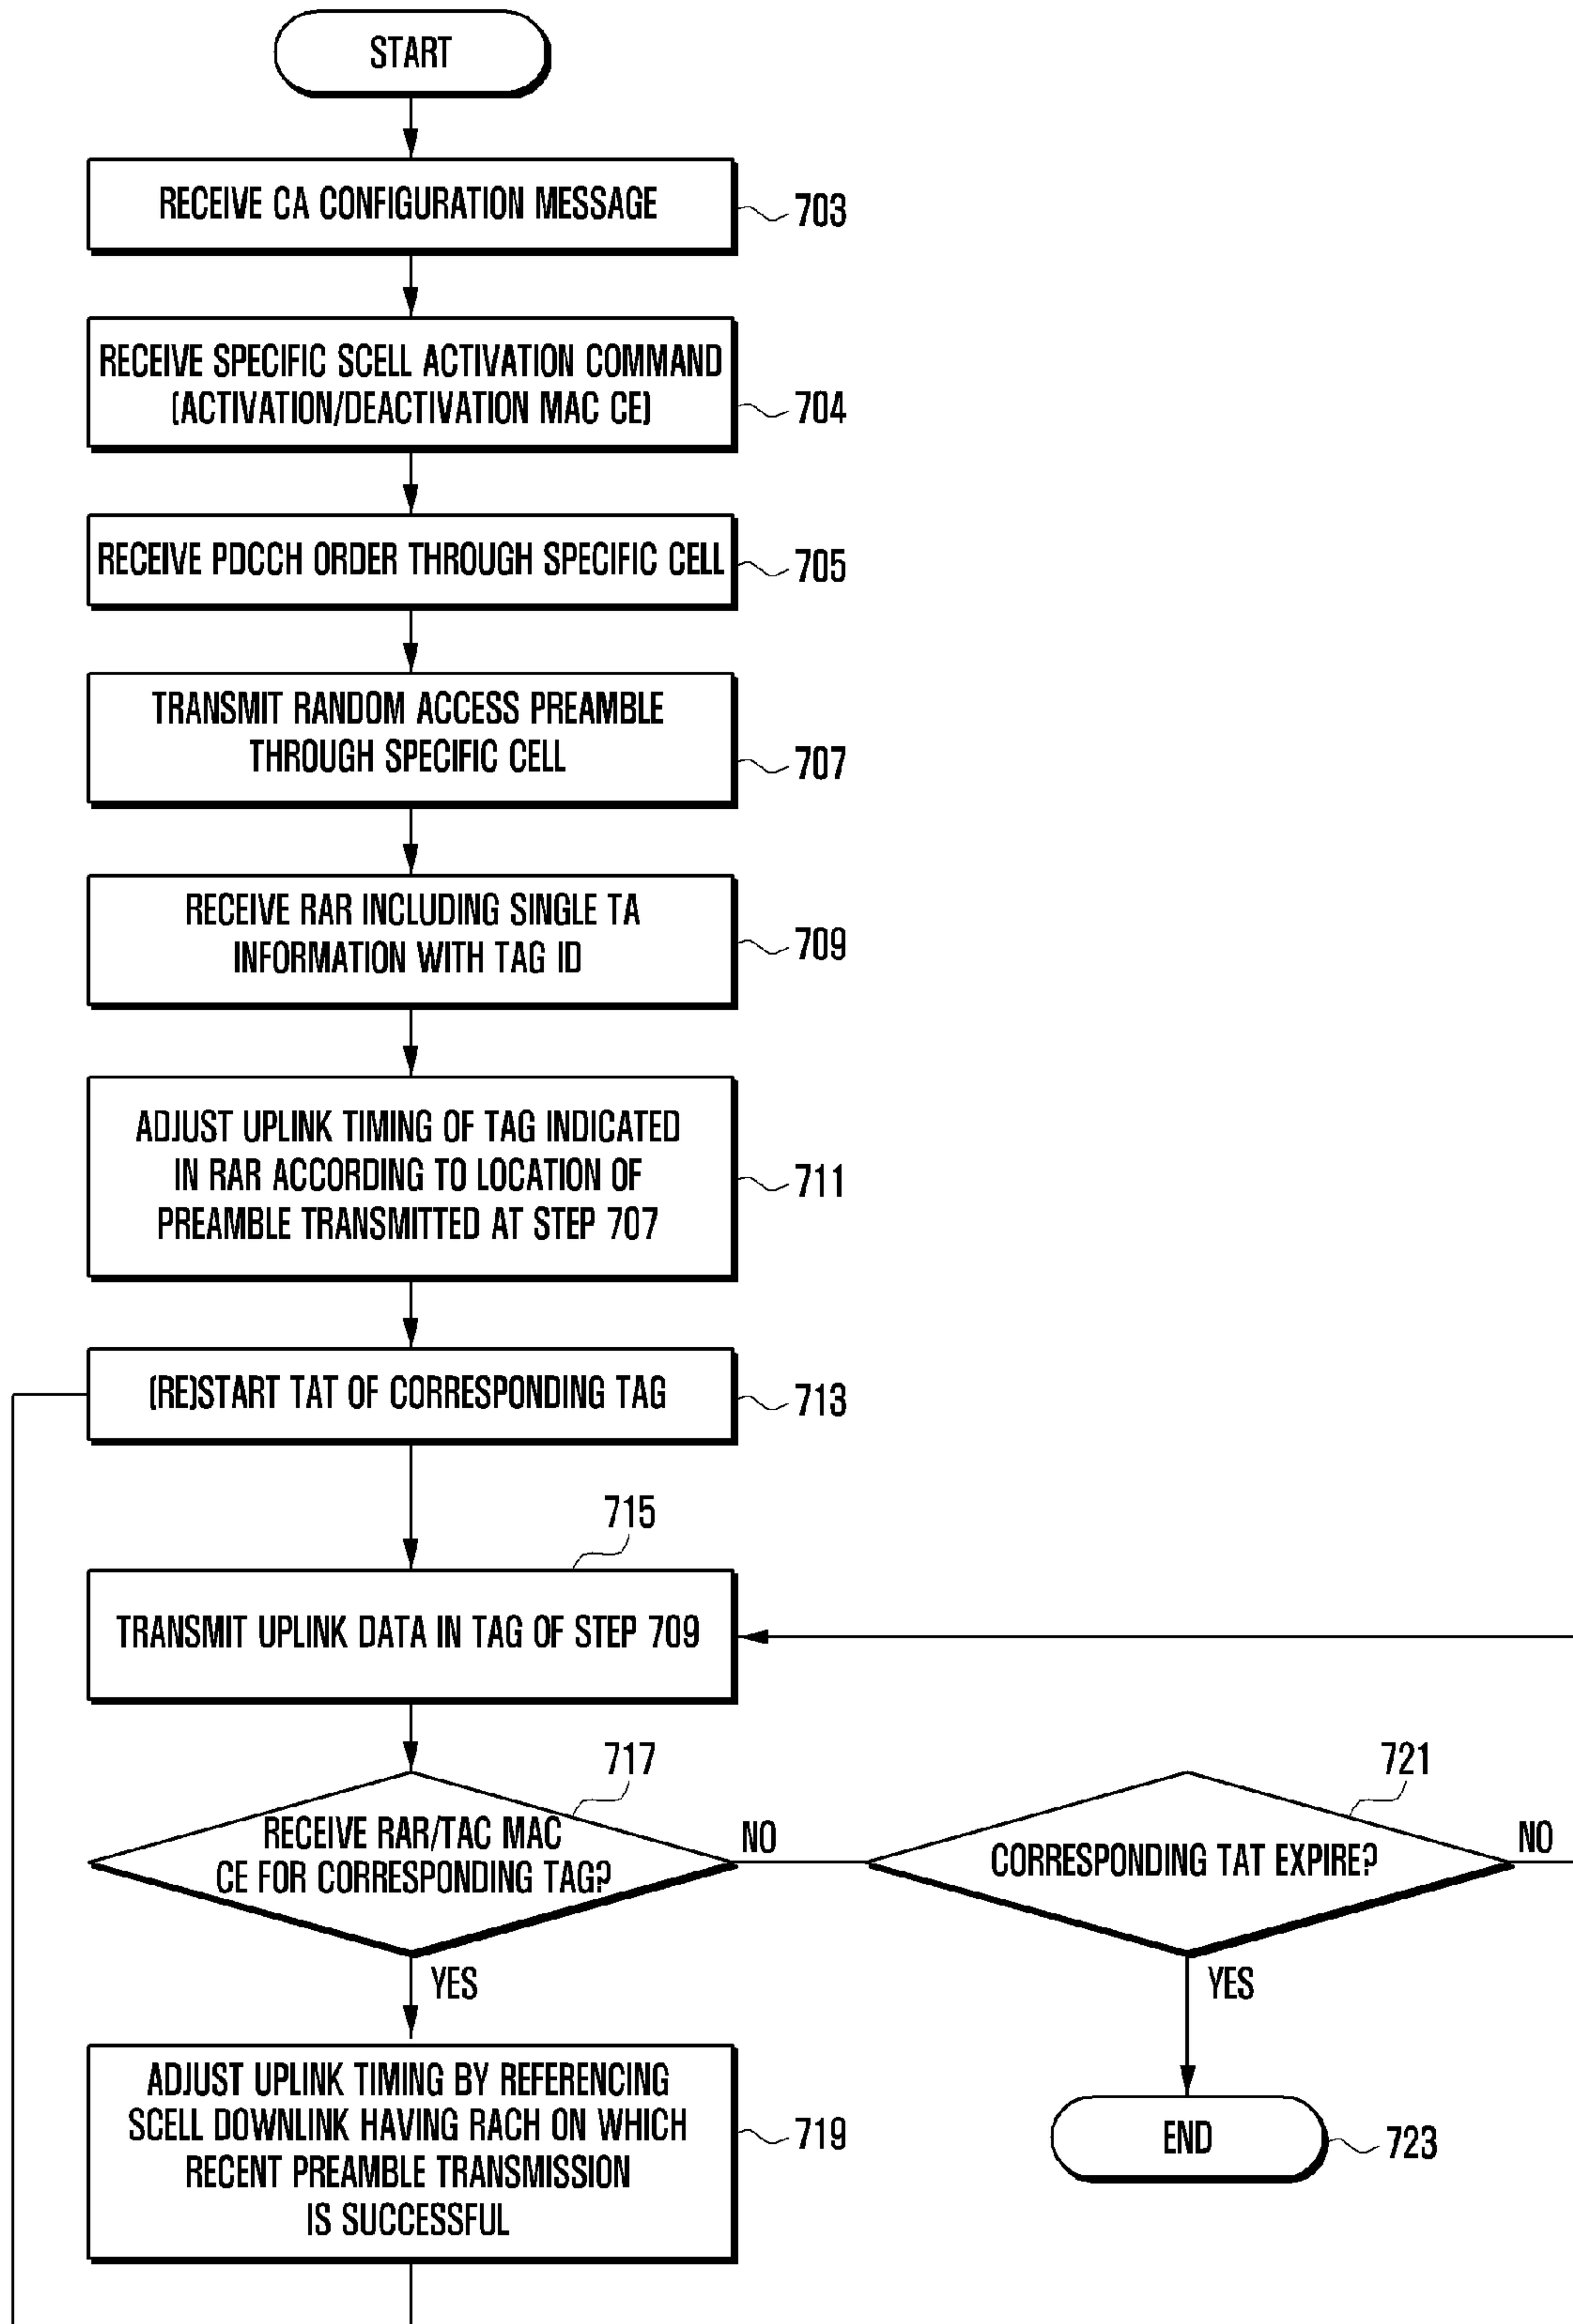 START
RECEIVE CA CONFIGURATION MESSAGE
703
RECEIVE SPECIFIC SCELL ACTIVATION COMMAND
(ACTIVATION/DEACTIVATION MAC CE)
704
RECEIVE PDCCH ORDER THROUGH SPECIFIC CELL
705
TRANSMIT RANDOM ACCESS PREAMBLE
THROUGH SPECIFIC CELL
707
RECEIVE RAR INCLUDING SINGLE TA
INFORMATION WITH TAG ID
709
ADJUST UPLINK TIMING OF TAG INDICATED
IN RAR ACCORDING TO LOCATION OF
PREAMBLE TRANSMITTED AT STEP 707
711
(RE)START TAT OF CORRESPONDING TAG
713
715
TRANSMIT UPLINK DATA IN TAG OF STEP 709
717
RECEIVE RAR/TAC MAC
CE FOR CORRESPONDING TAG?
NO
YES
721
CORRESPONDING TAT EXPIRE?
NO
YES
ADJUST UPLINK TIMING BY REFERENCING
SCELL DOWNLINK HAVING RACH ON WHICH
RECENT PREAMBLE TRANSMISSION
IS SUCCESSFUL
719
END
723